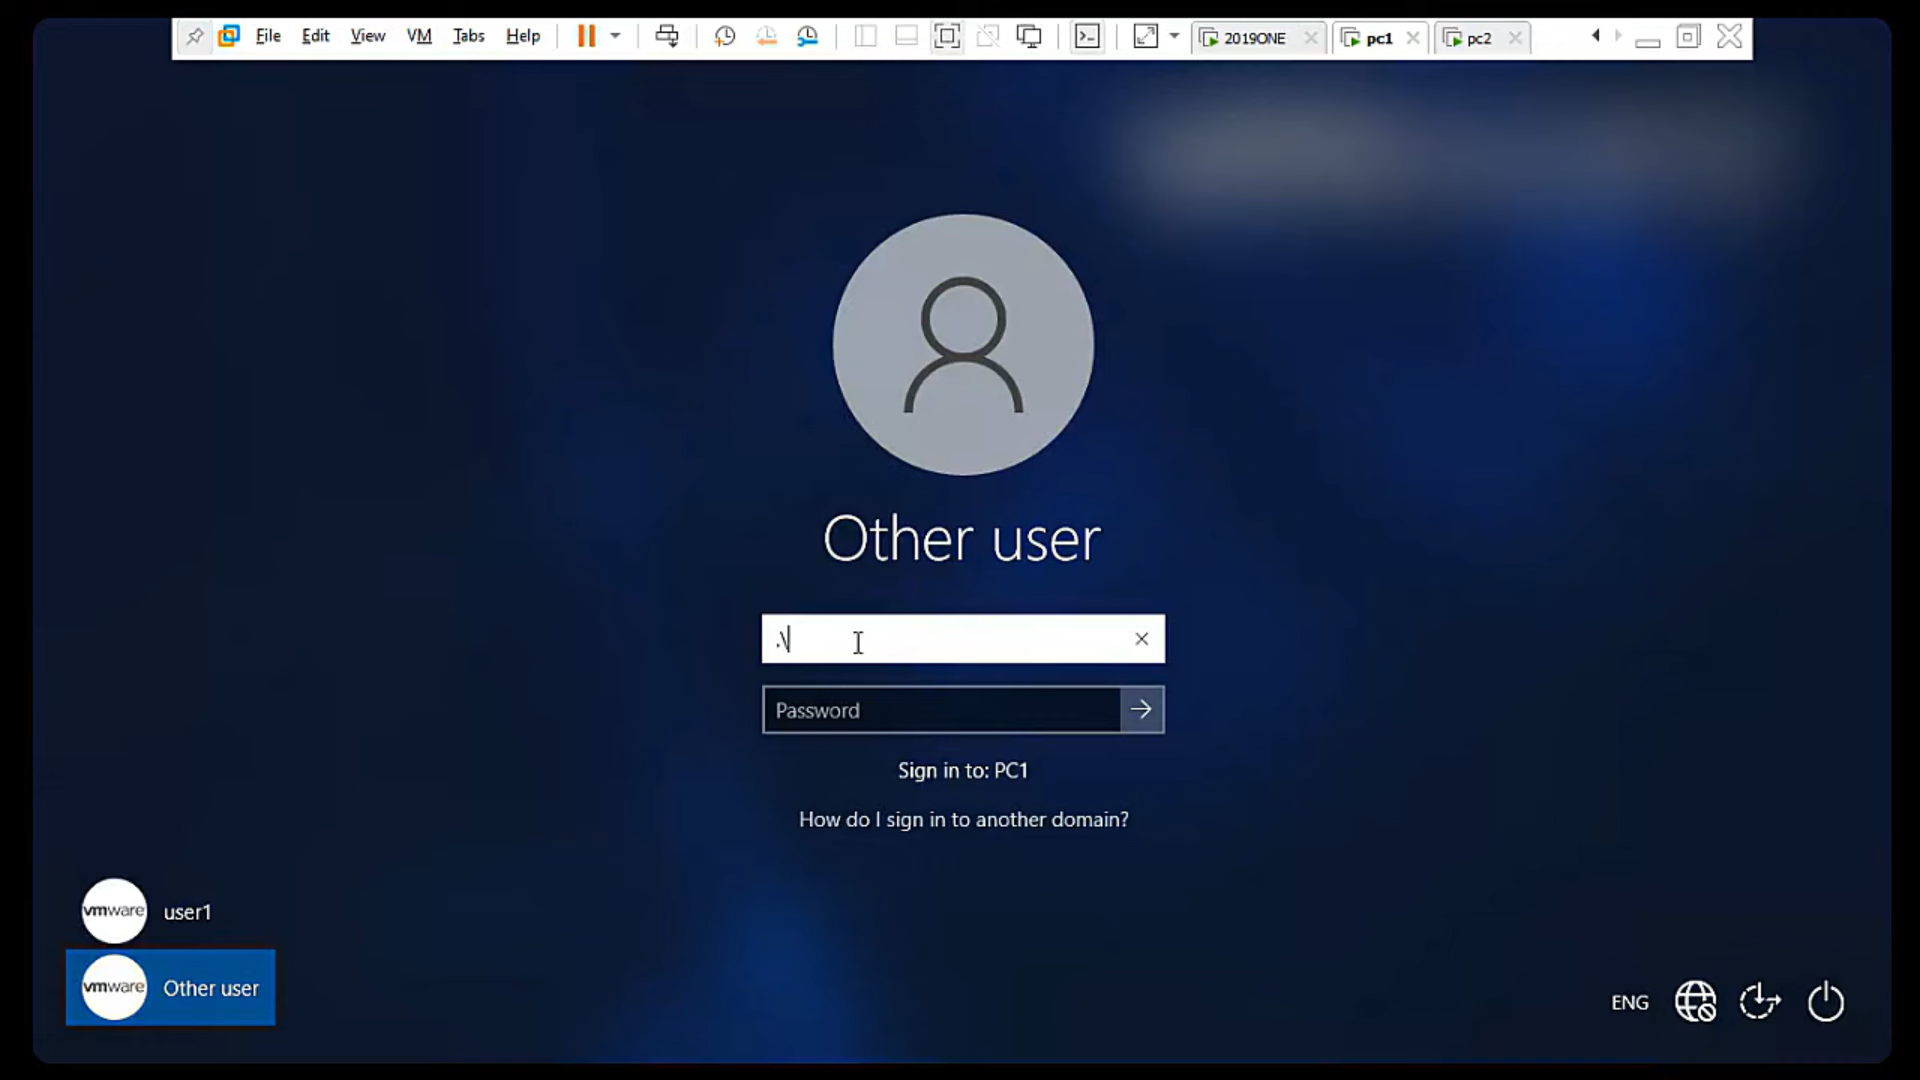 File Edit View VM Tabs Help 2019ONE pc1 pc2
Other user
.\
Password
Sign in to: PC1
How do I sign in to another domain?
vmware user1
vmware Other user
ENG